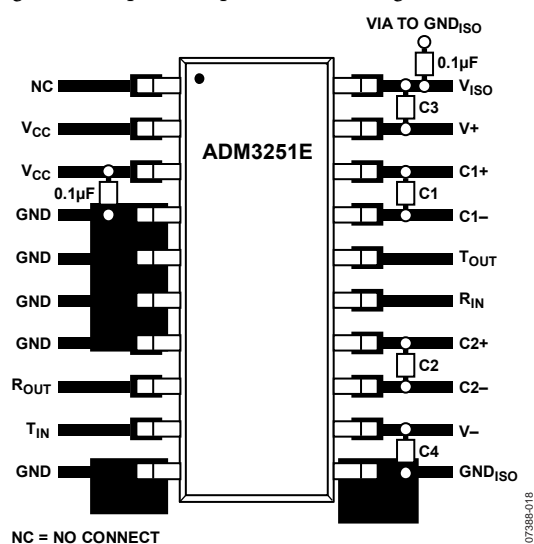 VIA TO GNDISO
0.1µF
NC
VISO
C3
VCC
V+
ADM3251E
VCC
C1+
0.1µF
C1
GND
C1–
GND
TOUT
GND
RIN
GND
C2+
C2
ROUT
C2–
TIN
V–
C4
GND
GNDISO
NC = NO CONNECT
07388-018